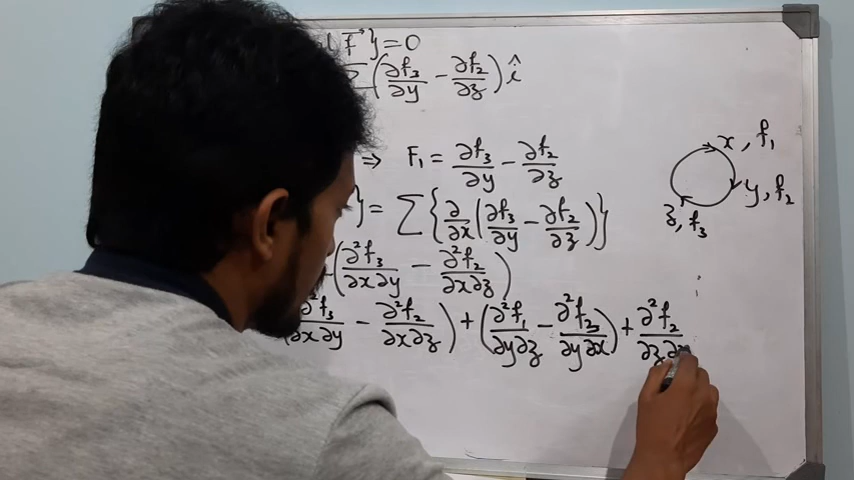 f⃗ }=0
(∂f₃/∂y − ∂f₂/∂z) î
⇒ F₁ = ∂f₃/∂y − ∂f₂/∂z
x, f₁
y, f₂
z, f₃
} = ∑{∂/∂x(∂f₃/∂y − ∂f₂/∂z)}
(∂²f₃/∂x∂y − ∂²f₂/∂x∂z)
²f₃/∂x∂y − ∂²f₂/∂x∂z) + (∂²f₁/∂y∂z − ∂²f₃/∂y∂x) + ∂²f₂/∂z∂x